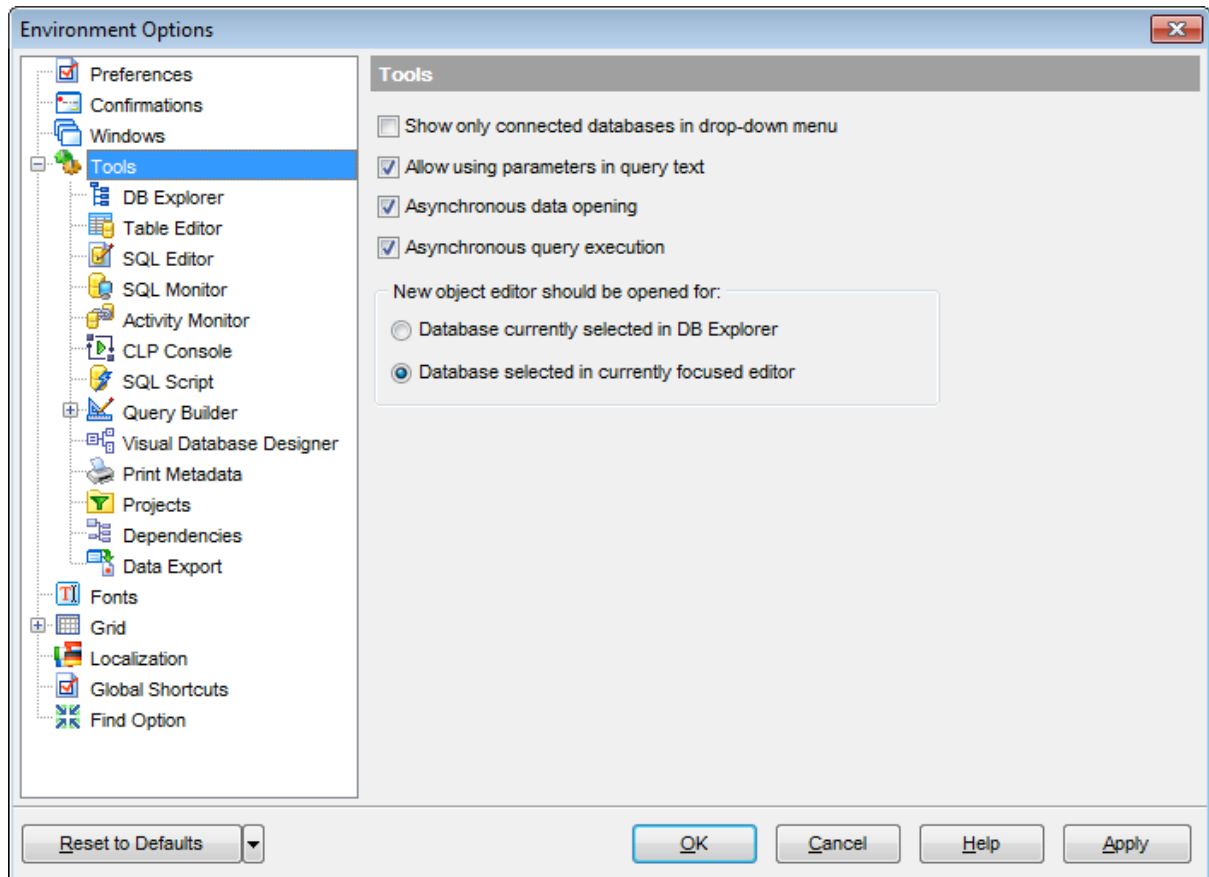 Environment Options
Preferences
Confirmations
Windows
Tools
DB Explorer
Table Editor
SQL Editor
SQL Monitor
Activity Monitor
CLP Console
SQL Script
Query Builder
Visual Database Designer
Print Metadata
Projects
Dependencies
Data Export
Fonts
Grid
Localization
Global Shortcuts
Find Option
Tools
Show only connected databases in drop-down menu
Allow using parameters in query text
Asynchronous data opening
Asynchronous query execution
New object editor should be opened for:
Database currently selected in DB Explorer
Database selected in currently focused editor
Reset to Defaults
OK
Cancel
Help
Apply